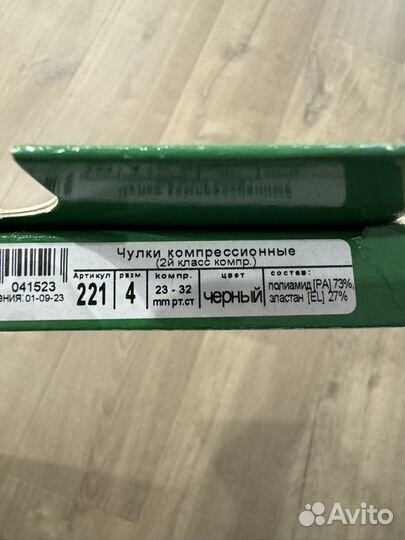 Чулки компрессионные
(2й класс компр.)
Артикул разм. компр. цвет состав:
221 4 23 - 32 mm рт.ст черный полиамид [PA] 73%, эластан [EL] 27%
041523
ения: 01-09-23
Avito